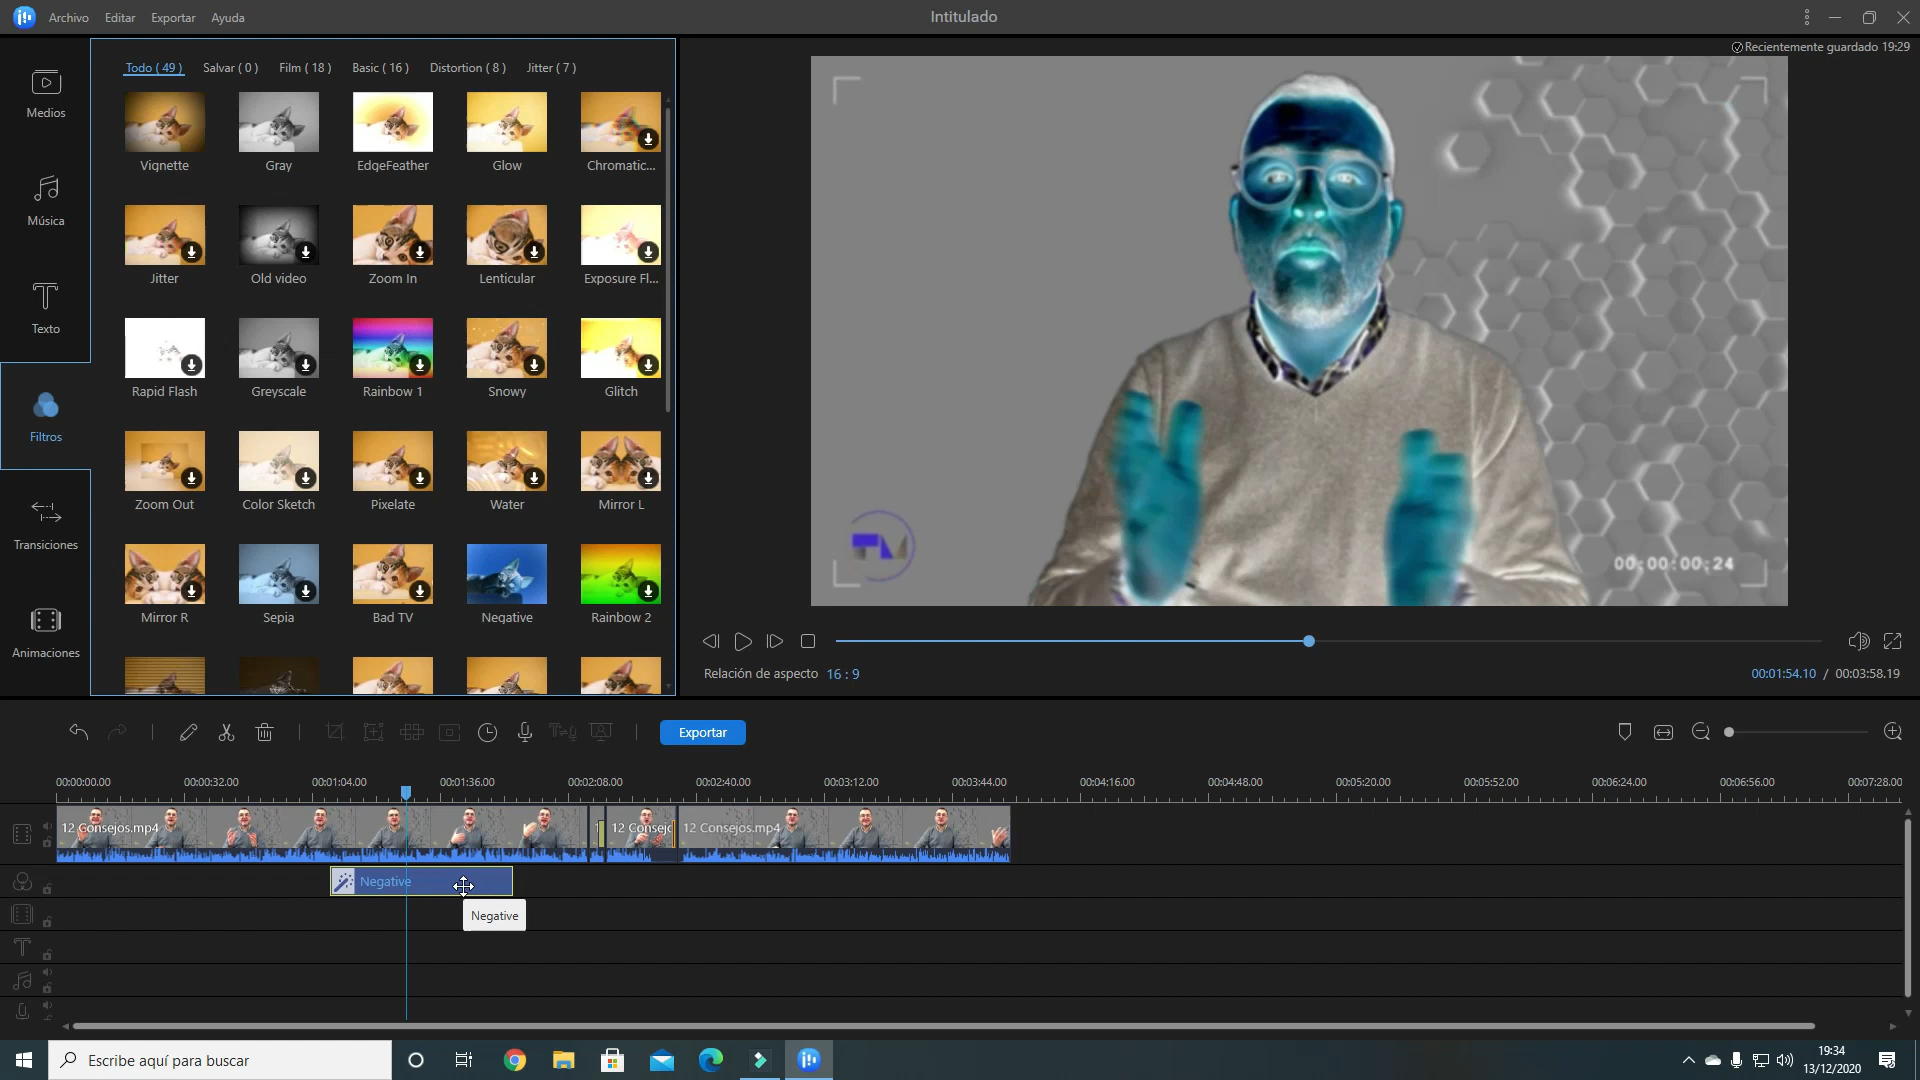 Archivo Editar Exportar Ayuda
Intitulado
Recientemente guardado 19:29
Medios
Música
Texto
Filtros
Transiciones
Animaciones
Todo ( 49 ) Salvar ( 0 ) Film ( 18 ) Basic ( 16 ) Distortion ( 8 ) Jitter ( 7 )
Vignette Gray EdgeFeather Glow Chromatic...
Jitter Old video Zoom In Lenticular Exposure Fl...
Rapid Flash Greyscale Rainbow 1 Snowy Glitch
Zoom Out Color Sketch Pixelate Water Mirror L
Mirror R Sepia Bad TV Negative Rainbow 2
TM
00:00:00:24
Relación de aspecto 16 : 9
00:01:54.10 / 00:03:58.19
Exportar
00:00:00.00 00:00:32.00 00:01:04.00 00:01:36.00 00:02:08.00 00:02:40.00 00:03:12.00 00:03:44.00 00:04:16.00 00:04:48.00 00:05:20.00 00:05:52.00 00:06:24.00 00:06:56.00 00:07:28.00
12 Consejos.mp4 1 12 Consejo 12 Consejos.mp4
Negative
Negative
Escribe aquí para buscar
19:34
13/12/2020